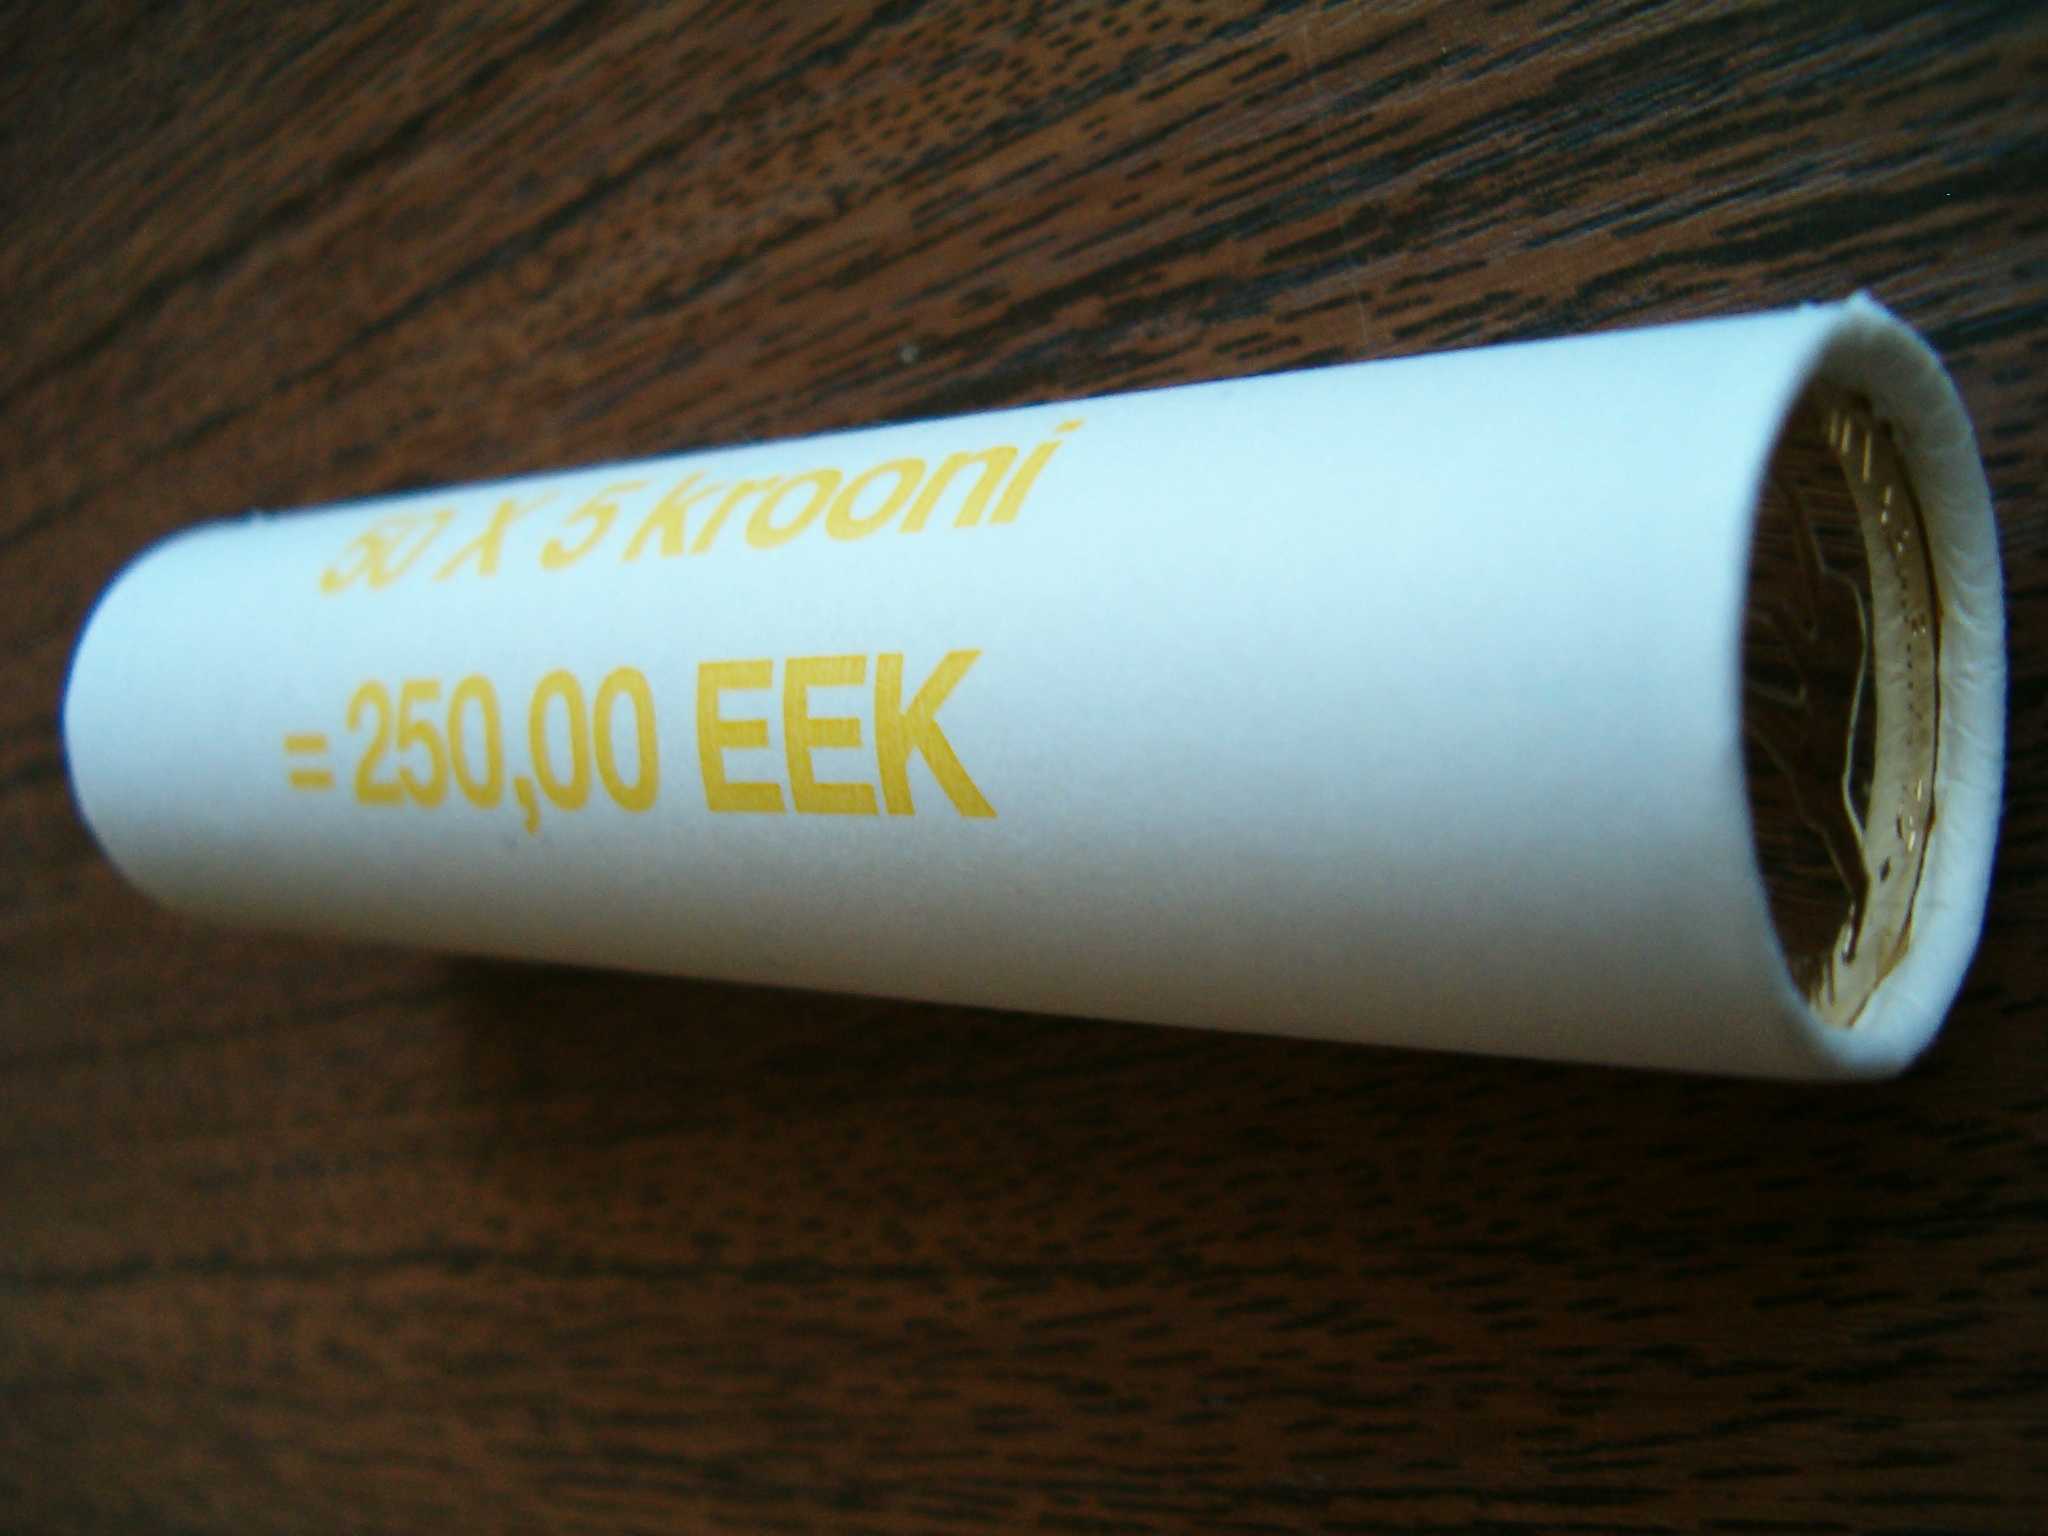 50 X 5 krooni
= 250,00 EEK